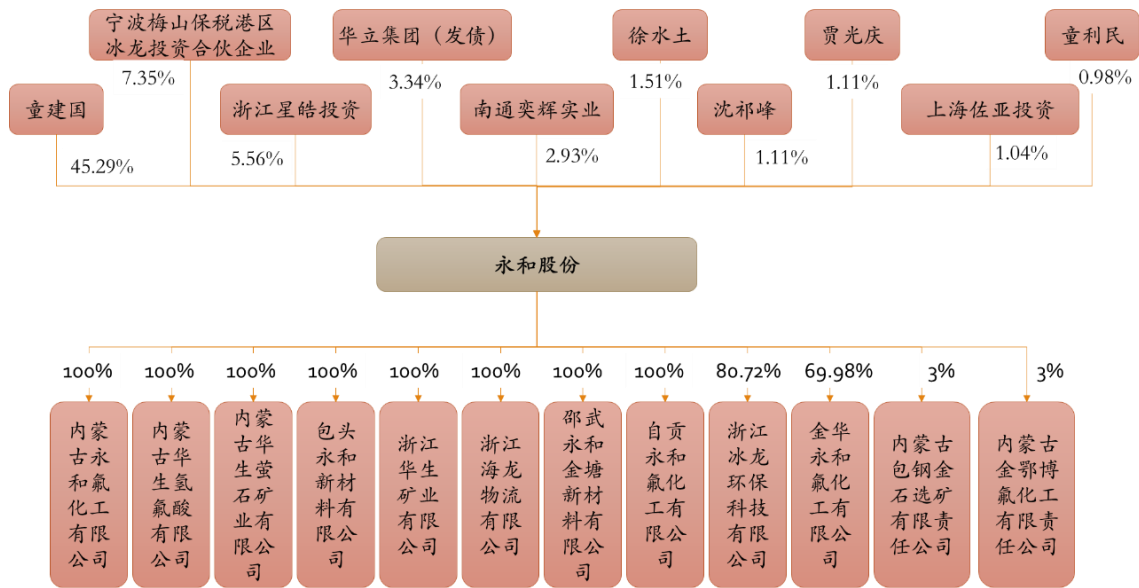 宁波梅山保税港区
冰龙投资合伙企业
华立集团（发债）
徐水土
贾光庆
童利民
7.35%
3.34%
1.51%
1.11%
0.98%
童建国
浙江星皓投资
南通奕辉实业
沈祁峰
上海佐亚投资
45.29%
5.56%
2.93%
1.11%
1.04%
永和股份
100%
100%
100%
100%
100%
100%
100%
100%
80.72%
69.98%
3%
3%
内蒙
古永
和氟
化工
有限
公司
内蒙
古华
生氢
氟酸
有限
公司
内蒙
古华
生萤
石矿
业有
限公
司
包头
永和
新材
料有
限公
司
浙江
华生
矿业
有限
公司
浙江
海龙
物流
有限
公司
邵武
永和
金塘
新材
料有
限公
司
自贡
永和
氟化
工有
限公
司
浙江
冰龙
环保
科技
有限
公司
金华
永和
氟化
工有
限公
司
内蒙古
包钢金
石选矿
有限责
任公司
内蒙古
金鄂博
氟化工
有限责
任公司